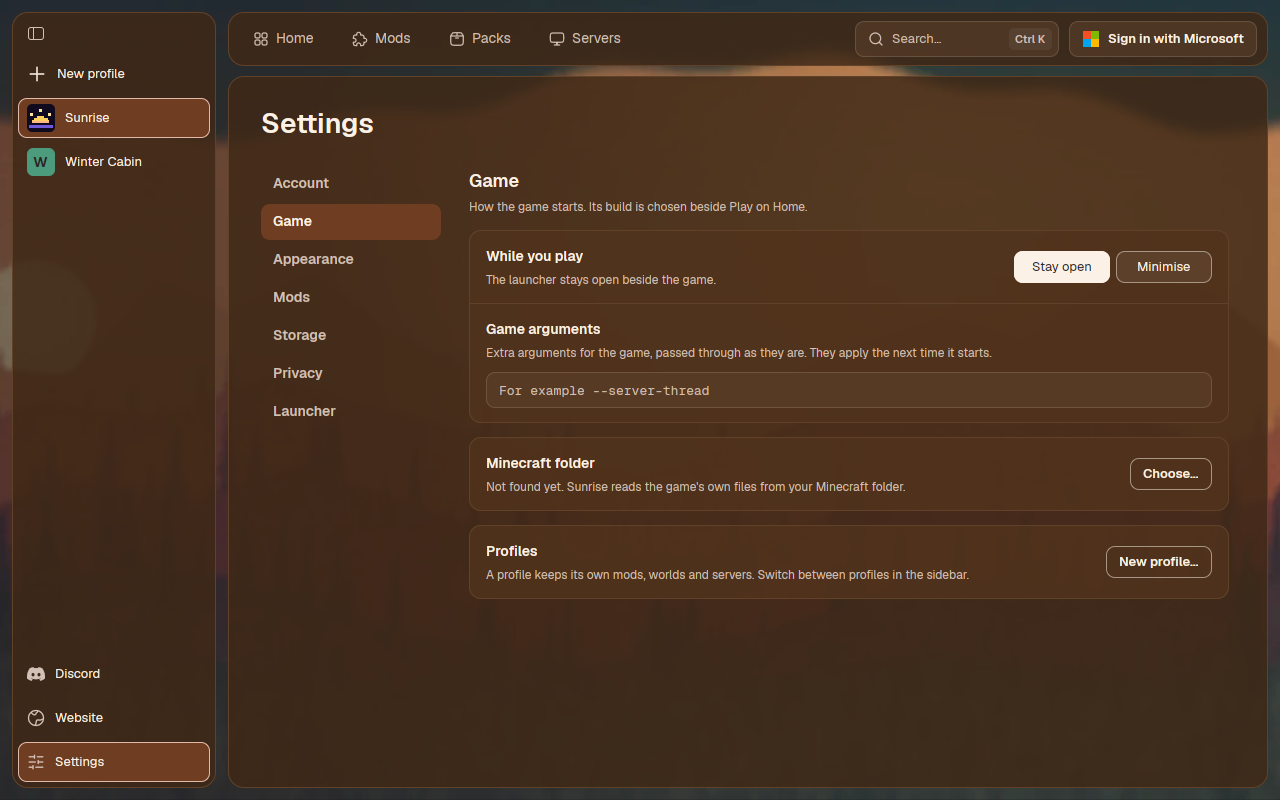 New profile
Sunrise
W
Winter Cabin
Discord
Website
Settings
Home
Mods
Packs
Servers
Search...
Ctrl K
Sign in with Microsoft
Settings
Account
Game
Appearance
Mods
Storage
Privacy
Launcher
Game
How the game starts. Its build is chosen beside Play on Home.
While you play
The launcher stays open beside the game.
Stay open
Minimise
Game arguments
Extra arguments for the game, passed through as they are. They apply the next time it starts.
For example --server-thread
Minecraft folder
Not found yet. Sunrise reads the game's own files from your Minecraft folder.
Choose...
Profiles
A profile keeps its own mods, worlds and servers. Switch between profiles in the sidebar.
New profile...